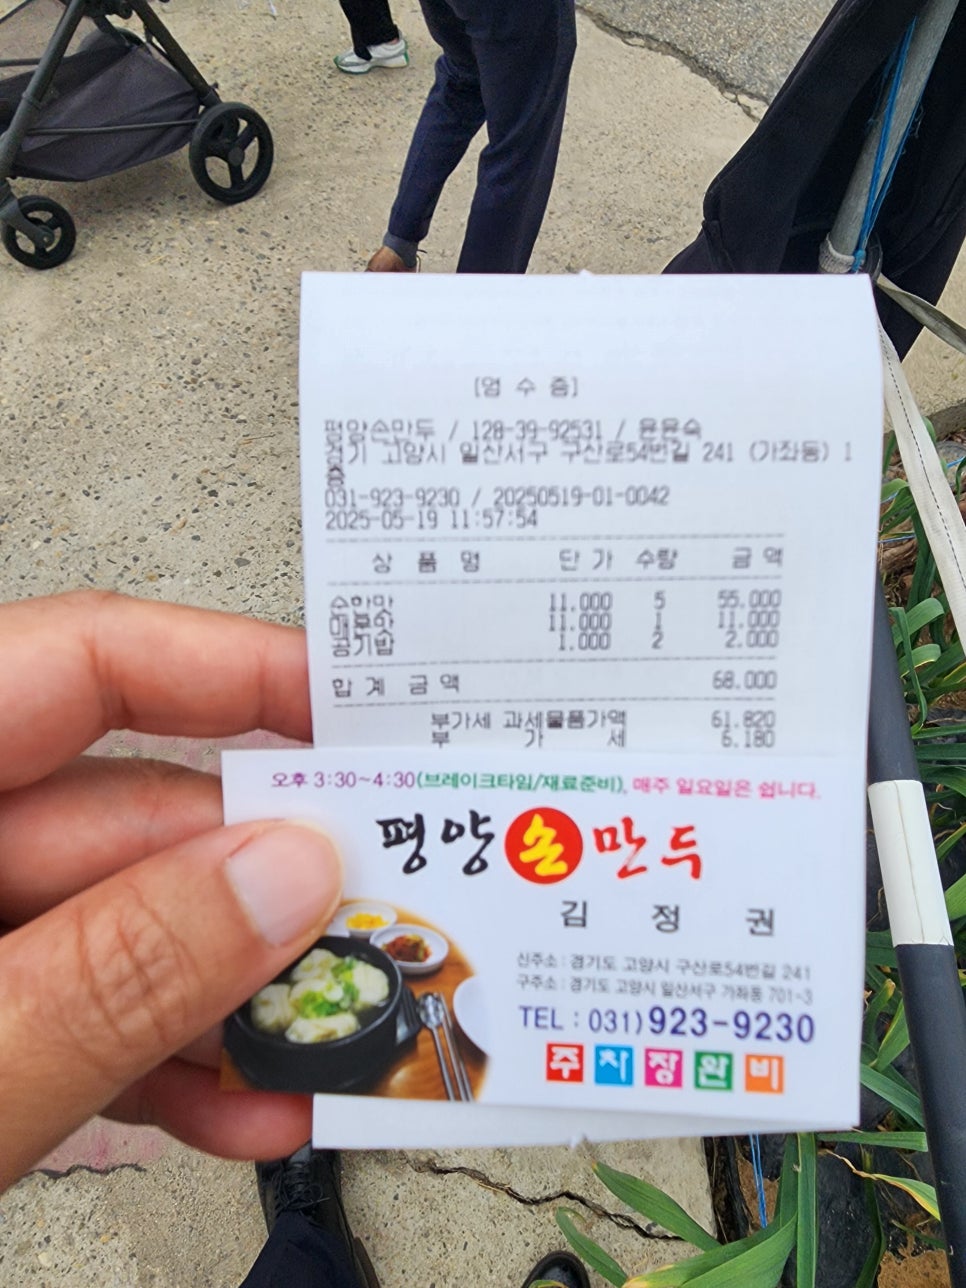 [영 수 증]
평양손만두 / 128-39-92531 / 윤윤숙
경기 고양시 일산서구 구산로54번길 241 (가좌동) 1
층
031-923-9230 / 20250519-01-0042
2025-05-19 11:57:54
상 품 명 단 가 수량 금 액
순한맛 11.000 5 55.000
매운맛 11.000 1 11.000
공기밥 1.000 2 2.000
합 계 금 액 68.000
부가세 과세물품가액 61.820
부 가 세 6.180
오후 3:30~4:30(브레이크타임/재료준비), 매주 일요일은 쉽니다.
평양손만두
김 정 권
신주소 : 경기도 고양시 구산로54번길 241
구주소 : 경기도 고양시 일산서구 가좌동 701-3
TEL : 031)923-9230
주차장완비